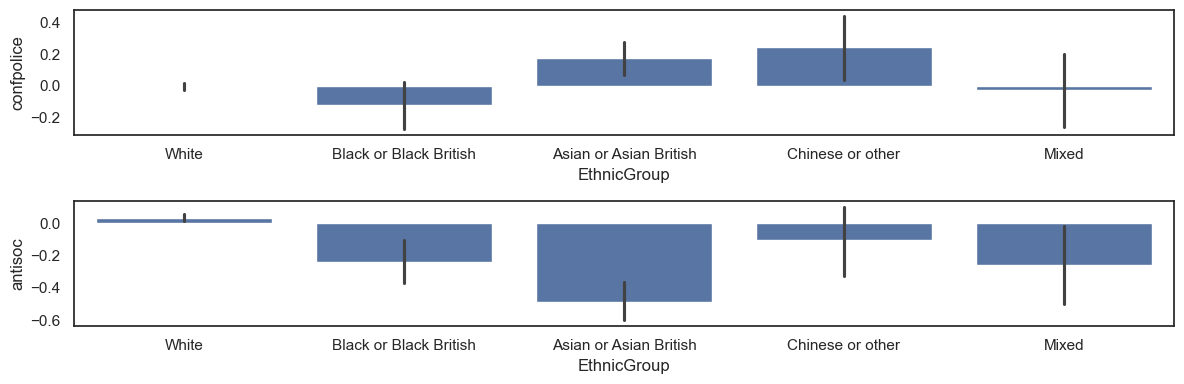 confpolice
0.4
0.2
0.0
−0.2
White Black or Black British Asian or Asian British Chinese or other Mixed
EthnicGroup
antisoc
0.0
−0.2
−0.4
−0.6
White Black or Black British Asian or Asian British Chinese or other Mixed
EthnicGroup